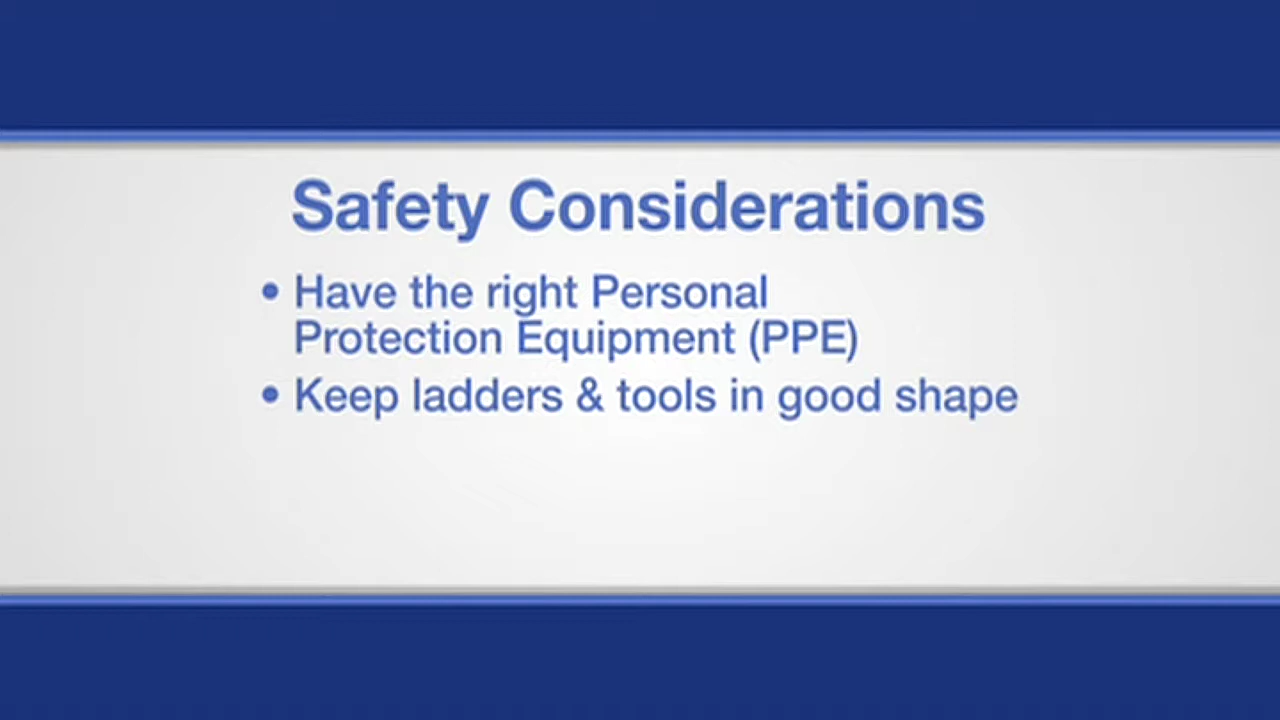 Safety Considerations
• Have the right Personal
Protection Equipment (PPE)
• Keep ladders & tools in good shape